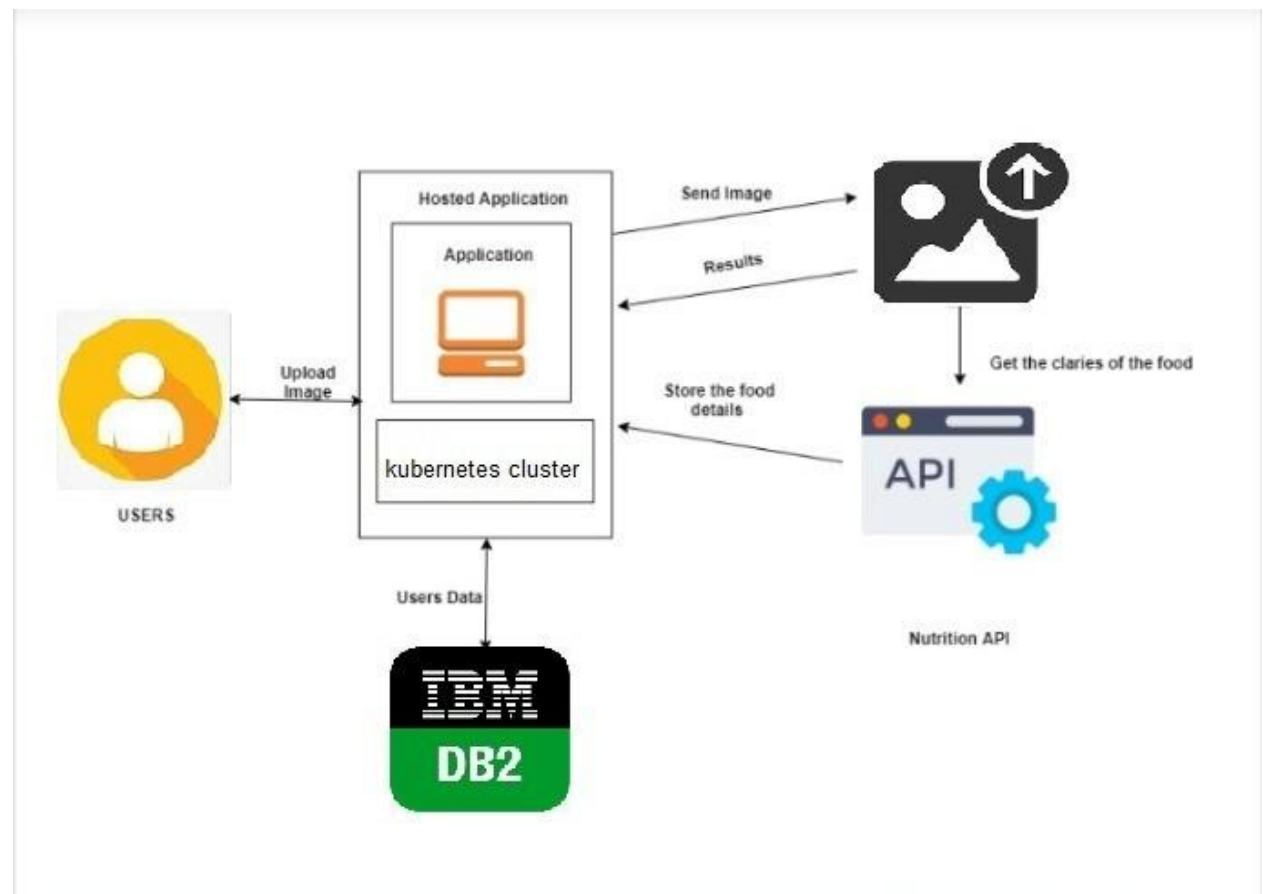 Hosted Application
Application
kubernetes cluster
Send Image
Results
Upload
Image
USERS
Get the claries of the food
Store the food
details
API
Nutrition API
Users Data
IBM
DB2